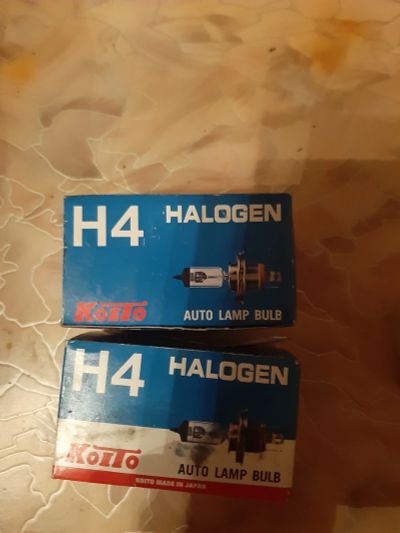 H4 HALOGEN
KOITO
AUTO LAMP BULB
H4 HALOGEN
KOITO
AUTO LAMP BULB
KOITO MADE IN JAPAN